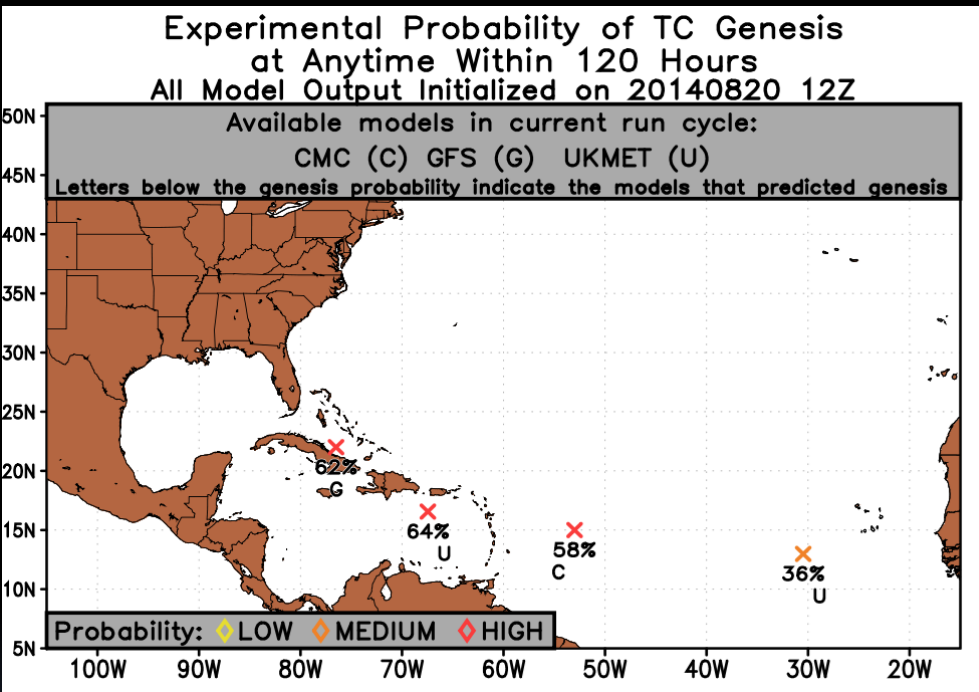 Experimental Probability of TC Genesis
at Anytime Within 120 Hours
All Model Output Initialized on 20140820 12Z
Available models in current run cycle:
CMC (C) GFS (G) UKMET (U)
Letters below the genesis probability indicate the models that predicted genesis
50N
45N
40N
35N
30N
25N
20N
15N
10N
5N
62%
G
64%
U
58%
C
36%
U
Probability: LOW MEDIUM HIGH
100W 90W 80W 70W 60W 50W 40W 30W 20W